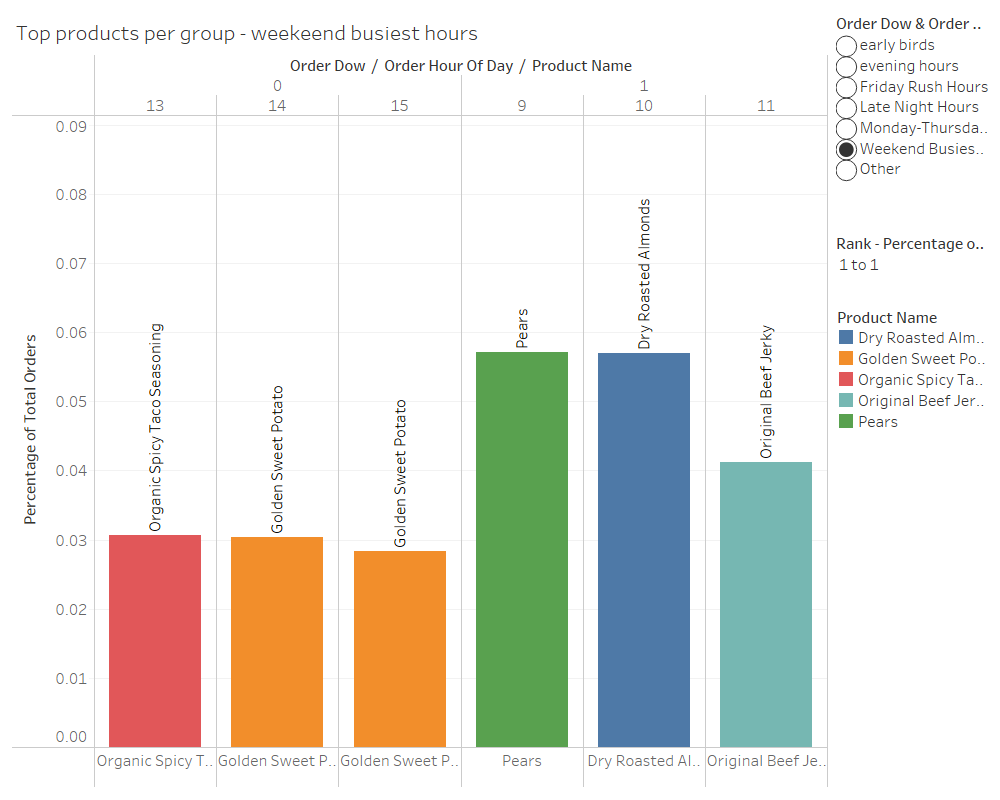 Top products per group - weekeend busiest hours
Order Dow / Order Hour Of Day / Product Name
0
1
13
14
15
9
10
11
Percentage of Total Orders
0.09
0.08
0.07
0.06
0.05
0.04
0.03
0.02
0.01
0.00
Organic Spicy Taco Seasoning
Golden Sweet Potato
Golden Sweet Potato
Pears
Dry Roasted Almonds
Original Beef Jerky
Organic Spicy T..
Golden Sweet P..
Golden Sweet P..
Pears
Dry Roasted Al..
Original Beef Je..
Order Dow & Order ..
early birds
evening hours
Friday Rush Hours
Late Night Hours
Monday-Thursda..
Weekend Busies..
Other
Rank - Percentage o..
1 to 1
Product Name
Dry Roasted Alm..
Golden Sweet Po..
Organic Spicy Ta..
Original Beef Jer..
Pears